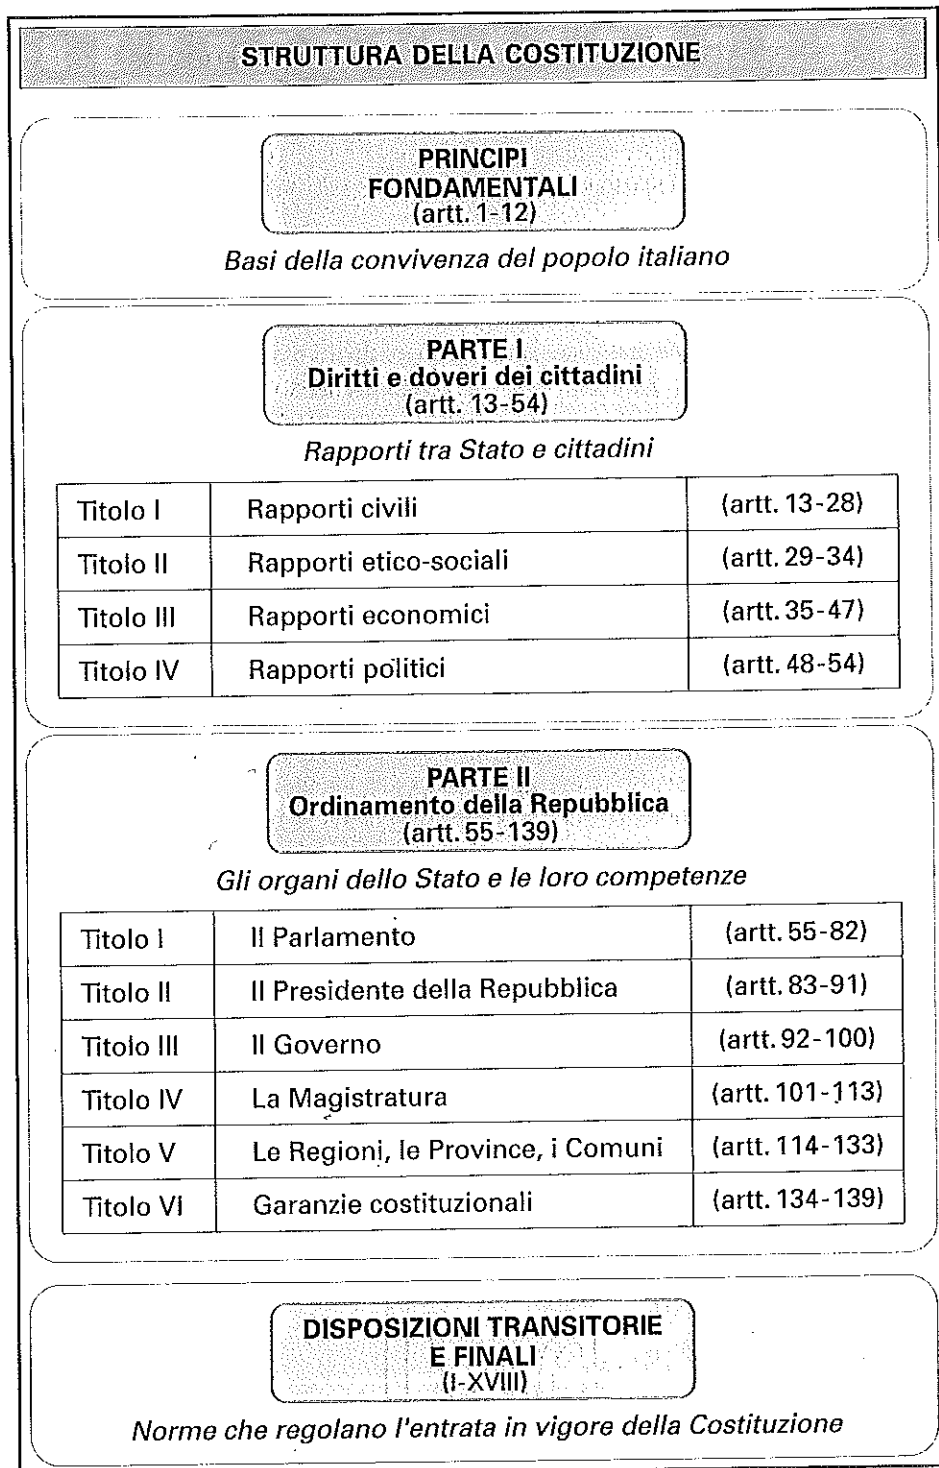 STRUTTURA DELLA COSTITUZIONE
PRINCIPI
FONDAMENTALI
(artt. 1-12)
Basi della convivenza del popolo italiano
PARTE I
Diritti e doveri dei cittadini
(artt. 13-54)
Rapporti tra Stato e cittadini
Titolo I Rapporti civili (artt. 13-28)
Titolo II Rapporti etico-sociali (artt. 29-34)
Titolo III Rapporti economici (artt. 35-47)
Titolo IV Rapporti politici (artt. 48-54)
PARTE II
Ordinamento della Repubblica
(artt. 55-139)
Gli organi dello Stato e le loro competenze
Titolo I Il Parlamento (artt. 55-82)
Titolo II Il Presidente della Repubblica (artt. 83-91)
Titolo III Il Governo (artt. 92-100)
Titolo IV La Magistratura (artt. 101-113)
Titolo V Le Regioni, le Province, i Comuni (artt. 114-133)
Titolo VI Garanzie costituzionali (artt. 134-139)
DISPOSIZIONI TRANSITORIE
E FINALI
(I-XVIII)
Norme che regolano l'entrata in vigore della Costituzione